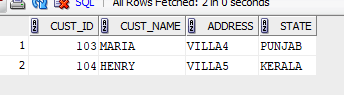 SQL | All Rows Fetched: 2 in 0 seconds
CUST_ID CUST_NAME ADDRESS STATE
1 103 MARIA VILLA4 PUNJAB
2 104 HENRY VILLA5 KERALA